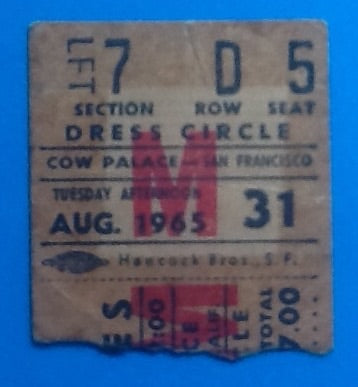 LFT 7 D 5
SECTION ROW SEAT
DRESS CIRCLE
COW PALACE — SAN FRANCISCO
TUESDAY AFTERNOON
AUG. 1965 31
M
Hancock Bros., S.F.
TOTAL
7.00